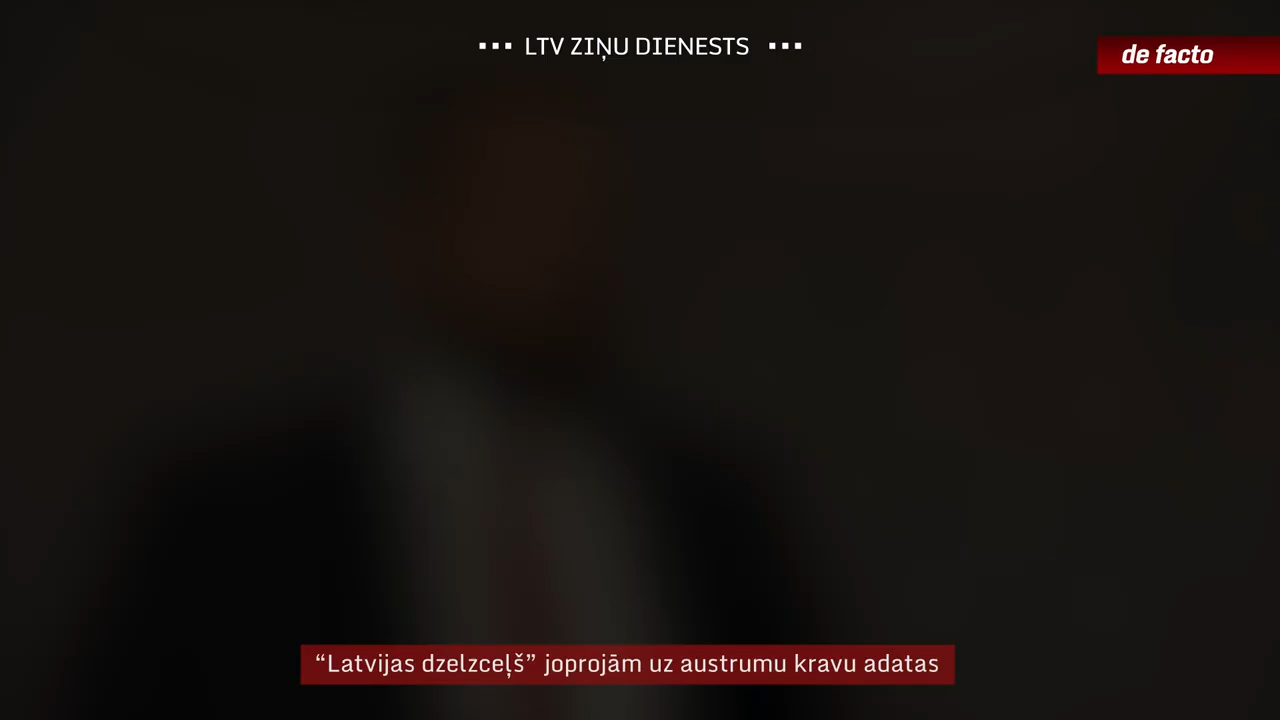 LTV ZIŅU DIENESTS
de facto
“Latvijas dzelzceļš” joprojām uz austrumu kravu adatas